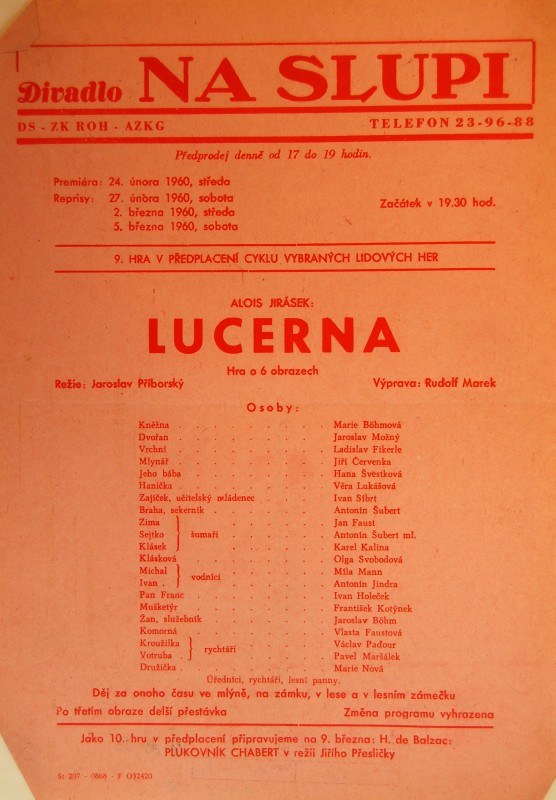 Divadlo NA SLUPI
DS - ZK ROH - AZKG TELEFON 23-96-88
Předprodej denně od 17 do 19 hodin.
Premiéra: 24. února 1960, středa
Reprisy: 27. února 1960, sobota
2. března 1960, středa
5. března 1960, sobota
Začátek v 19.30 hod.
9. HRA V PŘEDPLACENÍ CYKLU VYBRANÝCH LIDOVÝCH HER
ALOIS JIRÁSEK:
LUCERNA
Hra o 6 obrazech
Režie: Jaroslav Příborský Výprava: Rudolf Marek
Osoby:
Kněžna . . . . . . . . Marie Böhmová
Dvořan . . . . . . . . Jaroslav Možný
Vrchní . . . . . . . . Ladislav Fikerle
Mlynář . . . . . . . . Jiří Červenka
Jeho bába . . . . . . . Hana Švestková
Hanička . . . . . . . . Věra Lukášová
Zajíček, učitelský mládenec . . . . Ivan Šibrt
Braha, sekerník . . . . . . Antonín Šubert
Zima } . . . . . . Jan Faust
Sejtko } šumaři . . . . . Antonín Šubert ml.
Klásek } . . . . . . Karel Kalina
Klásková . . . . . . . Olga Svobodová
Michal } . . . . . . Míla Mann
Ivan . } vodníci . . . . . Antonín Jindra
Pan Franc . . . . . . . Ivan Holeček
Mušketýr . . . . . . . František Kotýnek
Žan, služebník . . . . . . Jaroslav Böhm
Komorná . . . . . . . Vlasta Faustová
Kroužilka } . . . . . . Václav Paďour
Votruba . } rychtáři . . . . Pavel Maršálek
Družička . . . . . . . . Marie Nová
Úředníci, rychtáři, lesní panny.
Děj za onoho času ve mlýně, na zámku, v lese a v lesním zámečku
Po třetím obraze delší přestávka Změna programu vyhrazena
Jako 10. hru v předplacení připravujeme na 9. března: H. de Balzac:
PLUKOVNÍK CHABERT v režii Jiřího Přesličky
St 207 - 0868 - F O32420